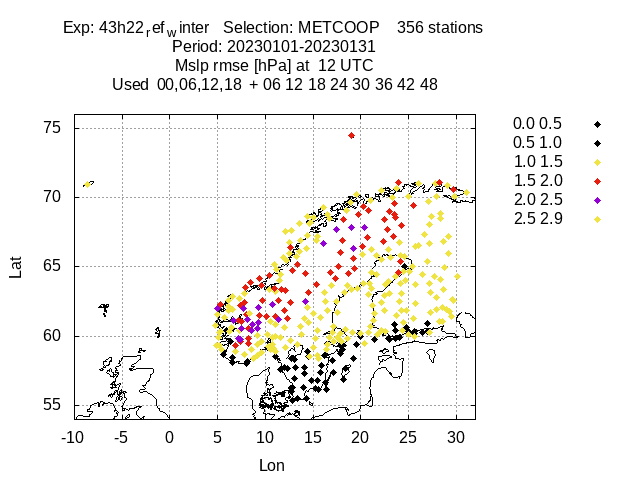 Exp: 43h22refwinter   Selection: METCOOP    356 stations
Period: 20230101-20230131
Mslp rmse [hPa] at  12 UTC
Used  00,06,12,18  + 06 12 18 24 30 36 42 48
0.0 0.5
0.5 1.0
1.0 1.5
1.5 2.0
2.0 2.5
2.5 2.9
75
70
65
60
55
Lat
-10 -5 0 5 10 15 20 25 30
Lon